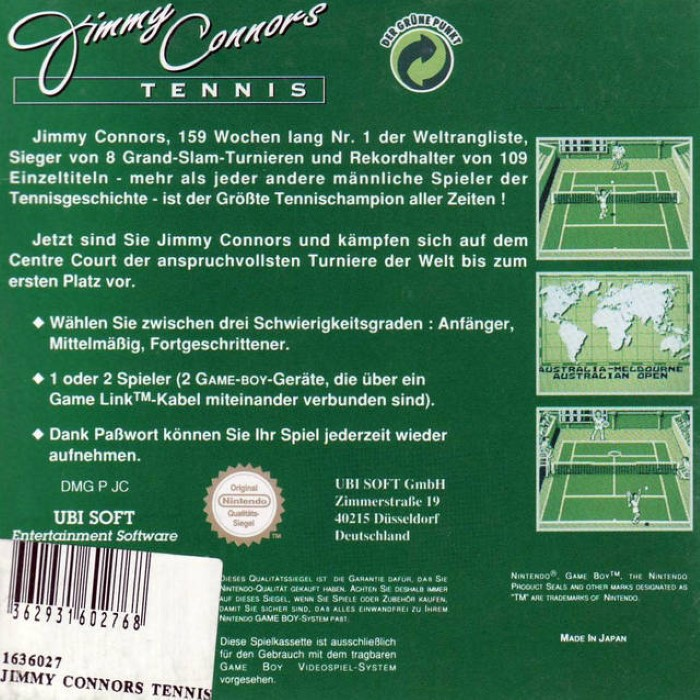 Jimmy Connors
TENNIS
DER GRÜNE PUNKT
Jimmy Connors, 159 Wochen lang Nr. 1 der Weltrangliste,
Sieger von 8 Grand-Slam-Turnieren und Rekordhalter von 109
Einzeltiteln - mehr als jeder andere männliche Spieler der
Tennisgeschichte - ist der Größte Tennischampion aller Zeiten !
Jetzt sind Sie Jimmy Connors und kämpfen sich auf dem
Centre Court der anspruchvollsten Turniere der Welt bis zum
ersten Platz vor.
◆ Wählen Sie zwischen drei Schwierigkeitsgraden : Anfänger,
Mittelmäßig, Fortgeschrittener.
◆ 1 oder 2 Spieler (2 GAME-BOY-Geräte, die über ein
Game Link™-Kabel miteinander verbunden sind).
◆ Dank Paßwort können Sie Ihr Spiel jederzeit wieder
aufnehmen.
AUSTRALIA-MELBOURNE
AUSTRALIAN OPEN
DMG P JC
UBI SOFT
Entertainment Software
Original
Nintendo
Qualitäts-
Siegel
TM
UBI SOFT GmbH
Zimmerstraße 19
40215 Düsseldorf
Deutschland
3362931602768
1636027
JIMMY CONNORS TENNIS
DIESES QUALITÄTSSIEGEL IST DIE GARANTIE DAFÜR, DAß SIE
NINTENDO-QUALITÄT GEKAUFT HABEN. ACHTEN SIE DESHALB IMMER
AUF DIESES SIEGEL, WENN SIE SPIELE ODER ZUBEHÖR KAUFEN,
DAMIT SIE SICHER SIND, DAß ALLES EINWANDFREI ZU IHREM
NINTENDO GAME BOY-SYSTEM PAßT.
Diese Spielkassette ist ausschließlich
für den Gebrauch mit dem tragbaren
GAME BOY VIDEOSPIEL-SYSTEM
vorgesehen.
NINTENDO®, GAME BOY™, THE NINTENDO
PRODUCT SEALS AND OTHER MARKS DESIGNATED AS
"TM" ARE TRADEMARKS OF NINTENDO.
MADE IN JAPAN